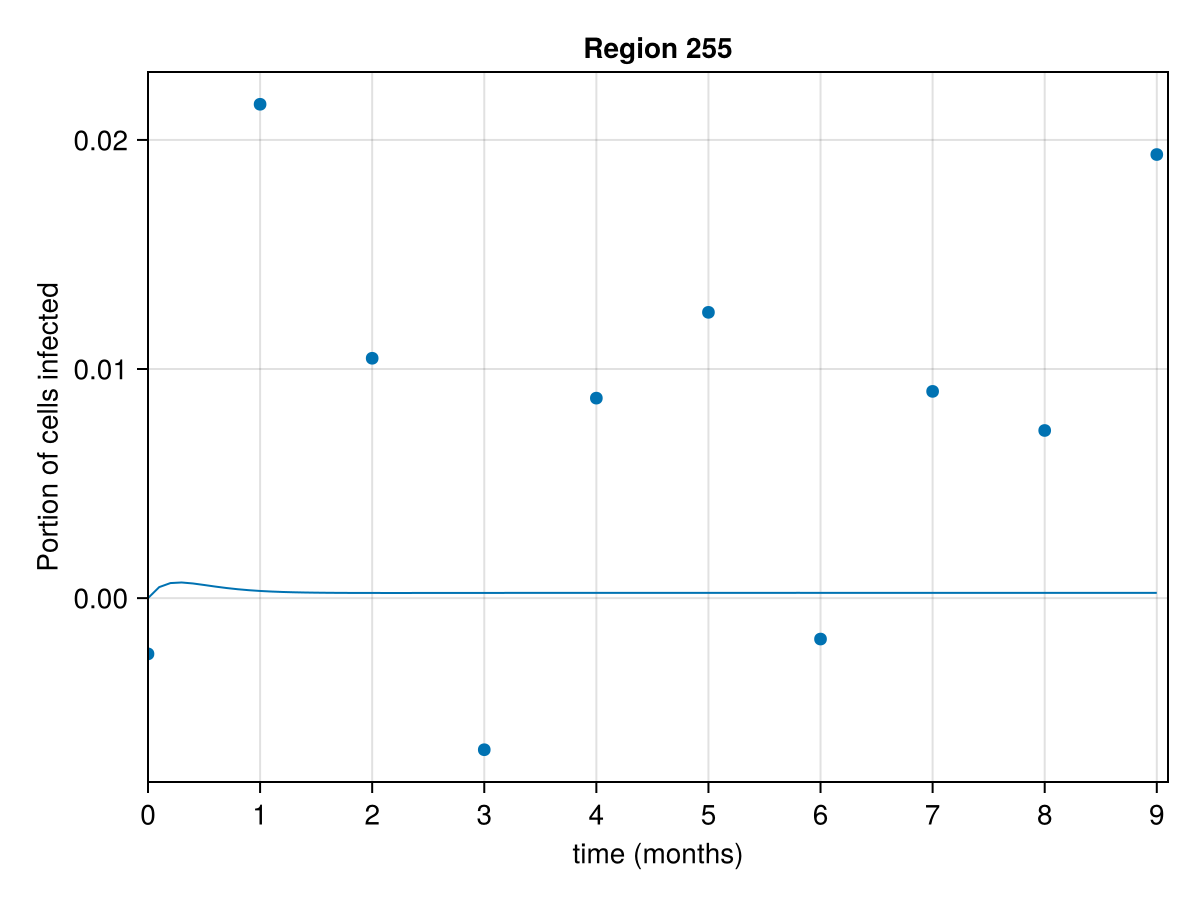 Region 255
0.02
0.01
0.00
Portion of cells infected
0 1 2 3 4 5 6 7 8 9
time (months)